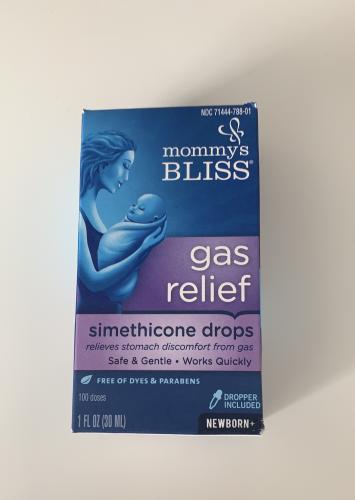 NDC 71444-788-01
mommy's
BLISS®
gas
relief
simethicone drops
relieves stomach discomfort from gas
Safe & Gentle • Works Quickly
FREE OF DYES & PARABENS
100 doses
DROPPER
INCLUDED
1 FL OZ (30 ML)
NEWBORN+